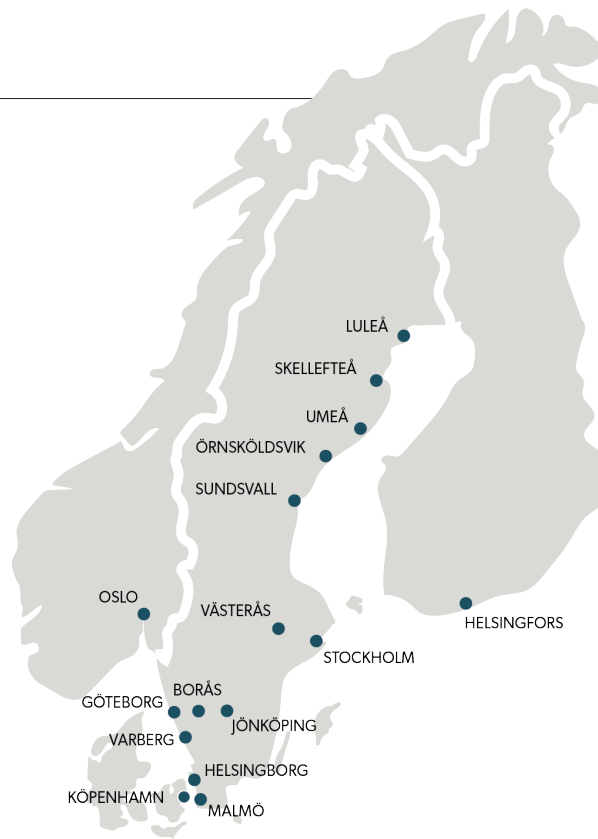 LULEÅ
SKELLEFTEÅ
UMEÅ
ÖRNSKÖLDSVIK
SUNDSVALL
OSLO
VÄSTERÅS
HELSINGFORS
STOCKHOLM
BORÅS
GÖTEBORG
JÖNKÖPING
VARBERG
HELSINGBORG
KÖPENHAMN
MALMÖ